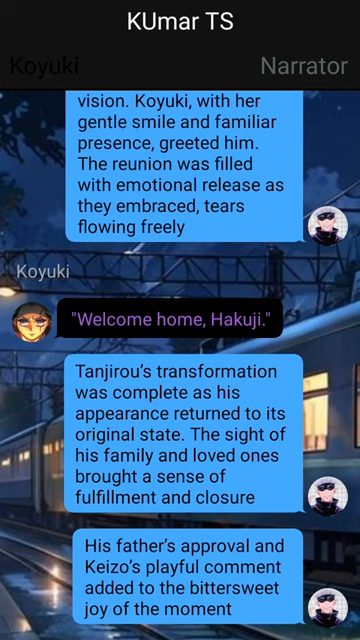 KUmar TS
Koyuki
Narrator
vision. Koyuki, with her
gentle smile and familiar
presence, greeted him.
The reunion was filled
with emotional release as
they embraced, tears
flowing freely
Koyuki
"Welcome home, Hakuji."
Tanjirou’s transformation
was complete as his
appearance returned to its
original state. The sight of
his family and loved ones
brought a sense of
fulfillment and closure
His father’s approval and
Keizo’s playful comment
added to the bittersweet
joy of the moment